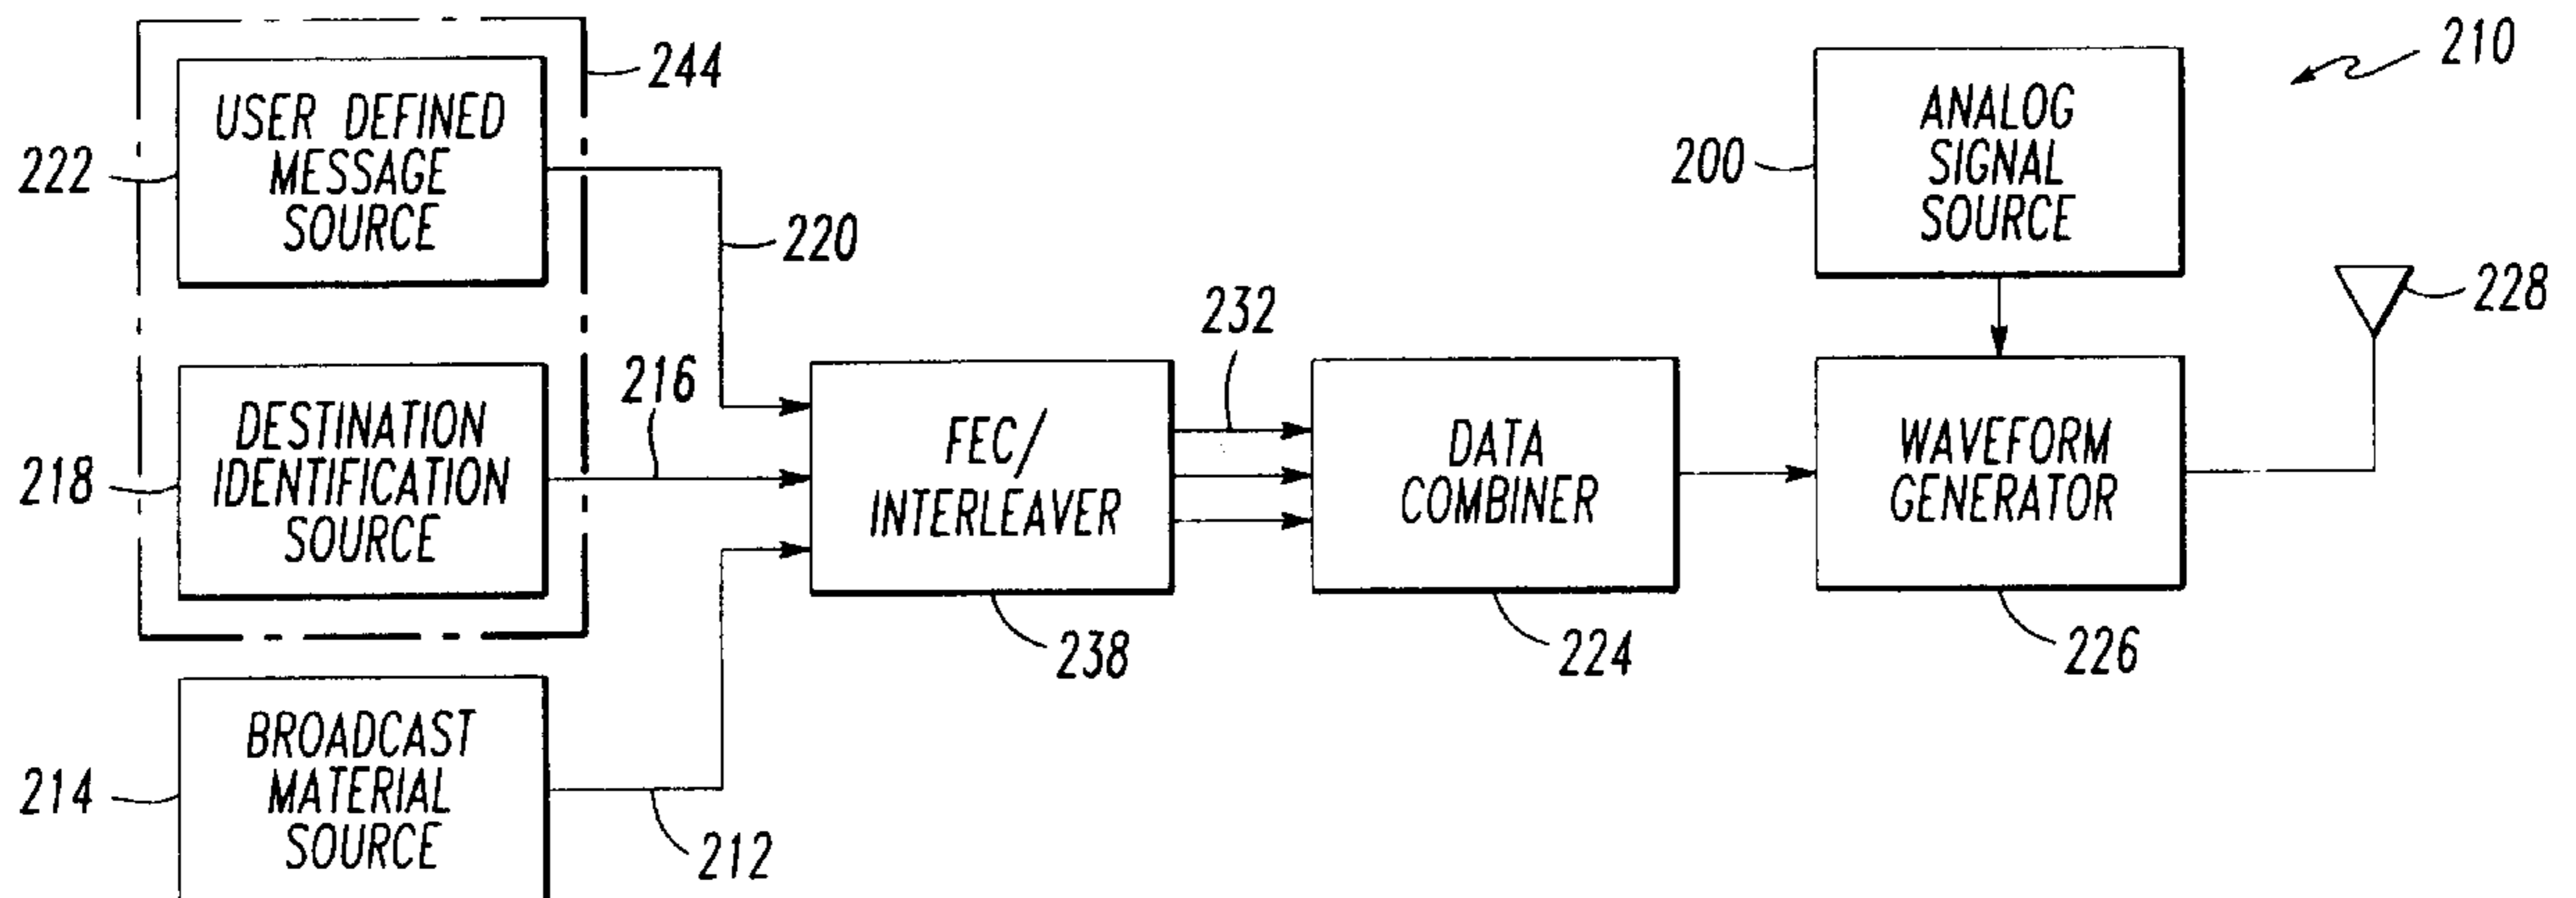 244
210
USER DEFINED
MESSAGE
SOURCE
222
220
ANALOG
SIGNAL
SOURCE
200
228
DESTINATION
IDENTIFICATION
SOURCE
218
216
232
FEC/
INTERLEAVER
238
DATA
COMBINER
224
WAVEFORM
GENERATOR
226
BROADCAST
MATERIAL
SOURCE
214
212